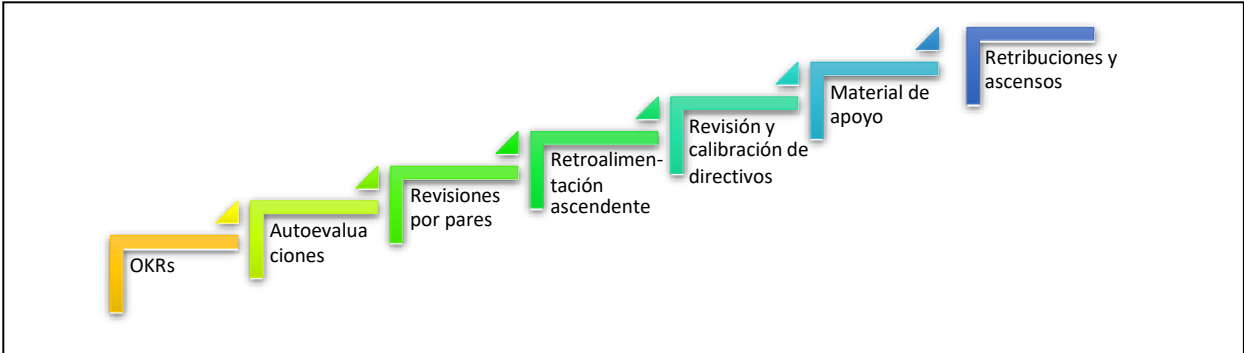 OKRs
Autoevalua
ciones
Revisiones
por pares
Retroalimen-
tación
ascendente
Revisión y
calibración de
directivos
Material de
apoyo
Retribuciones y
ascensos